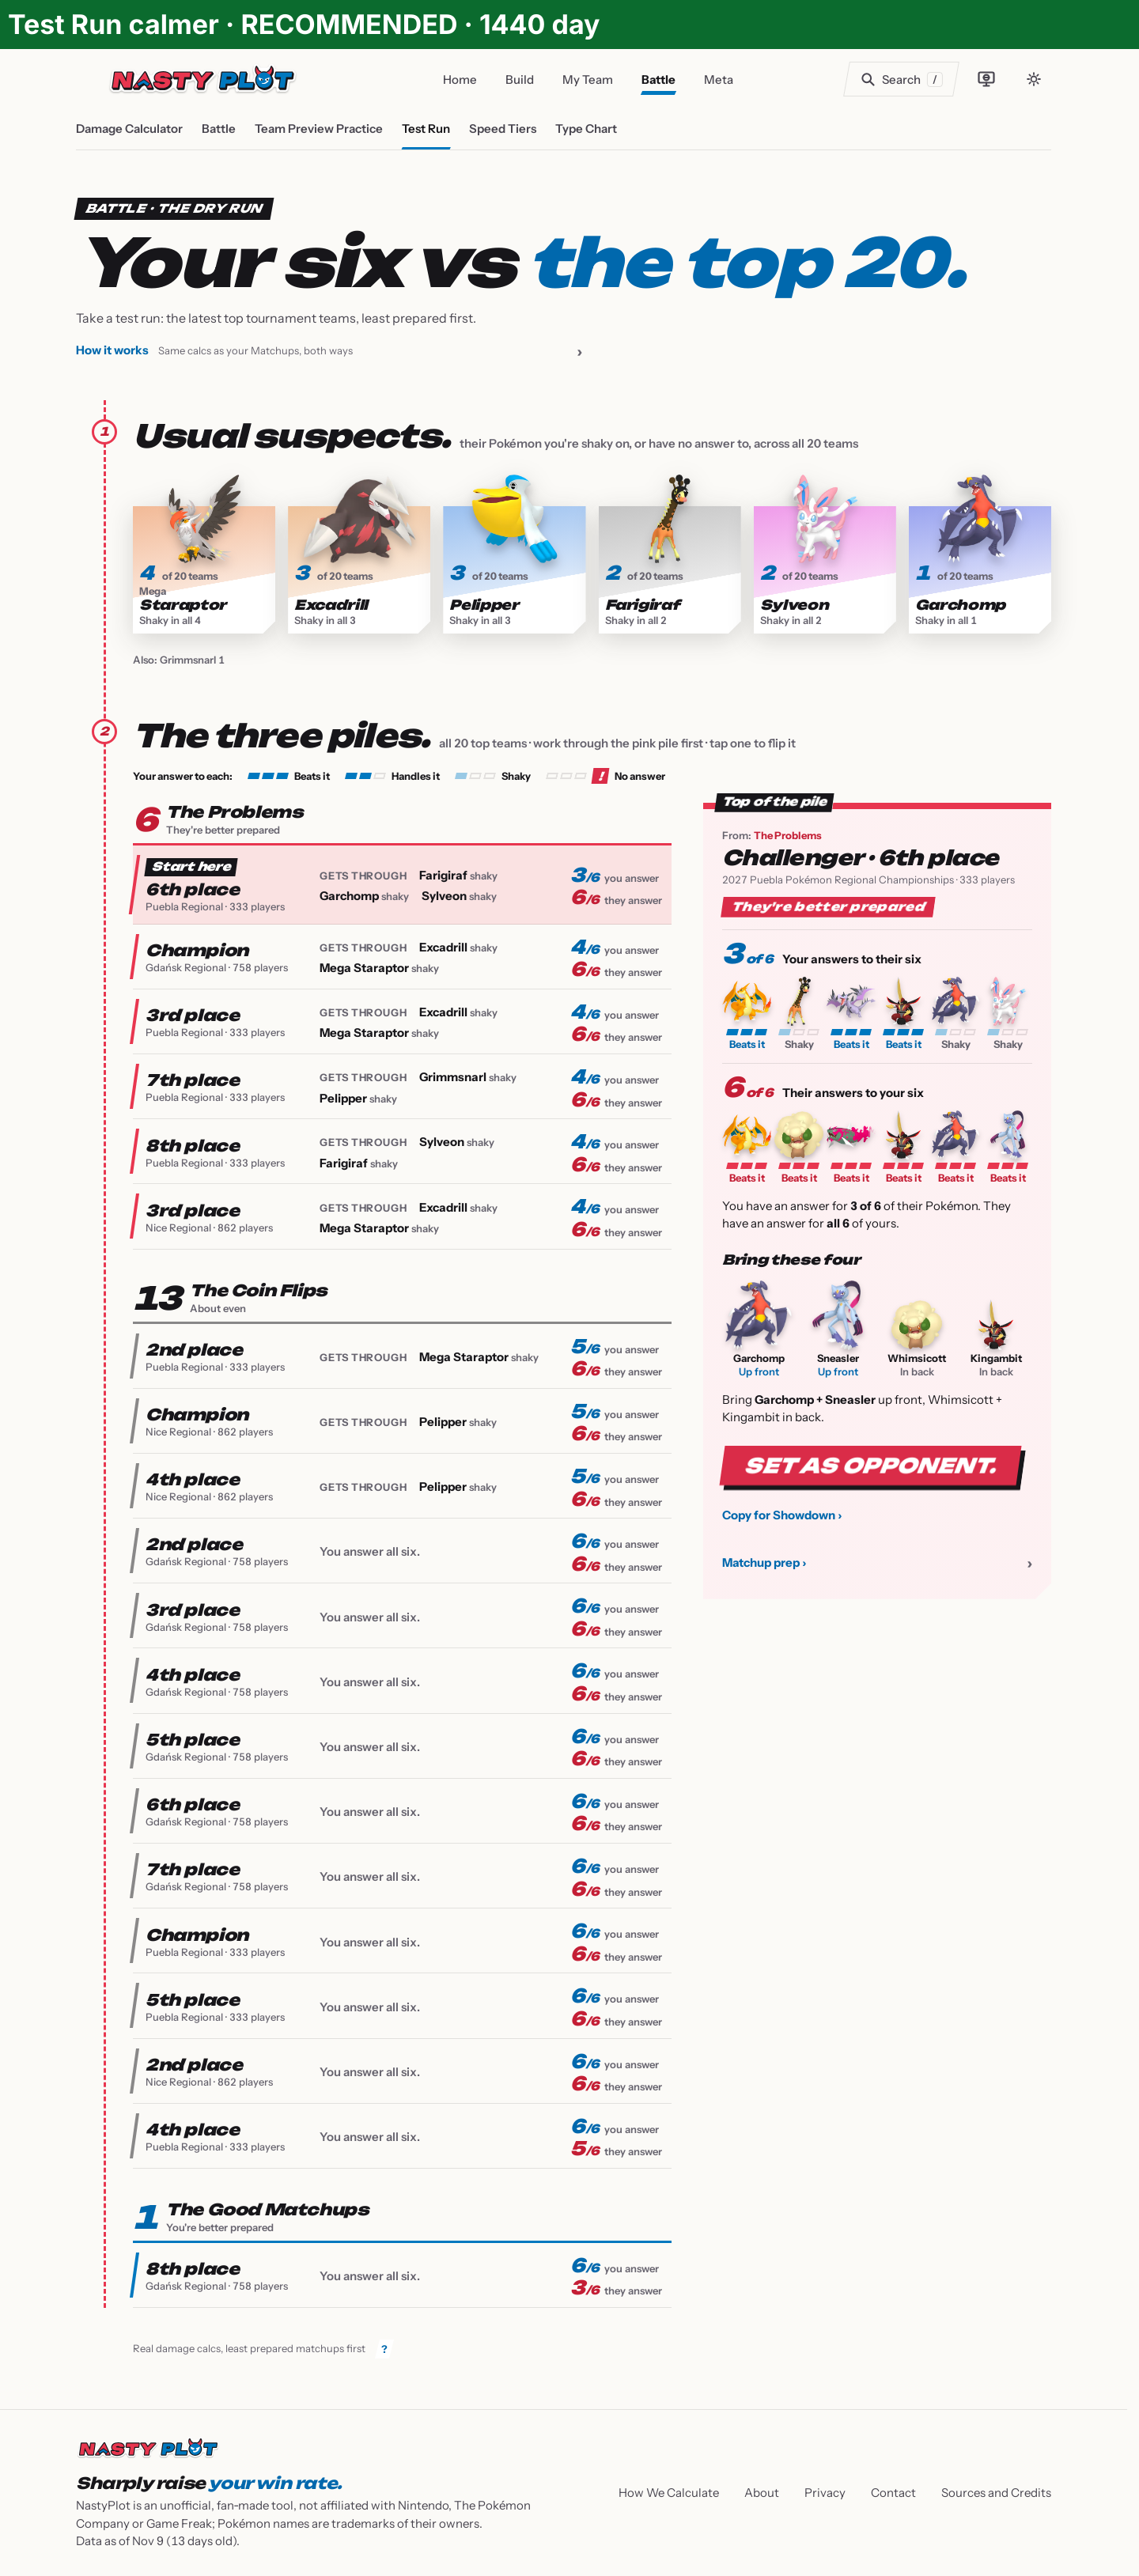 Test Run calmer · RECOMMENDED · 1440 day
NASTY PLOT
Home Build My Team Battle Meta
Search /
Damage Calculator Battle Team Preview Practice Test Run Speed Tiers Type Chart
BATTLE · THE DRY RUN
Your six vs the top 20.
Take a test run: the latest top tournament teams, least prepared first.
How it works Same calcs as your Matchups, both ways ›
1 Usual suspects. their Pokémon you're shaky on, or have no answer to, across all 20 teams
4 of 20 teams
Mega
Staraptor
Shaky in all 4
3 of 20 teams
Excadrill
Shaky in all 3
3 of 20 teams
Pelipper
Shaky in all 3
2 of 20 teams
Farigiraf
Shaky in all 2
2 of 20 teams
Sylveon
Shaky in all 2
1 of 20 teams
Garchomp
Shaky in all 1
Also: Grimmsnarl 1
2 The three piles. all 20 top teams · work through the pink pile first · tap one to flip it
Your answer to each: Beats it Handles it Shaky ! No answer
6 The Problems
They're better prepared
Start here
6th place
Puebla Regional · 333 players
GETS THROUGH Farigiraf shaky
Garchomp shaky Sylveon shaky
3/6 you answer
6/6 they answer
Champion
Gdańsk Regional · 758 players
GETS THROUGH Excadrill shaky
Mega Staraptor shaky
4/6 you answer
6/6 they answer
3rd place
Puebla Regional · 333 players
GETS THROUGH Excadrill shaky
Mega Staraptor shaky
4/6 you answer
6/6 they answer
7th place
Puebla Regional · 333 players
GETS THROUGH Grimmsnarl shaky
Pelipper shaky
4/6 you answer
6/6 they answer
8th place
Puebla Regional · 333 players
GETS THROUGH Sylveon shaky
Farigiraf shaky
4/6 you answer
6/6 they answer
3rd place
Nice Regional · 862 players
GETS THROUGH Excadrill shaky
Mega Staraptor shaky
4/6 you answer
6/6 they answer
13 The Coin Flips
About even
2nd place
Puebla Regional · 333 players
GETS THROUGH Mega Staraptor shaky
5/6 you answer
6/6 they answer
Champion
Nice Regional · 862 players
GETS THROUGH Pelipper shaky
5/6 you answer
6/6 they answer
4th place
Nice Regional · 862 players
GETS THROUGH Pelipper shaky
5/6 you answer
6/6 they answer
2nd place
Gdańsk Regional · 758 players
You answer all six.
6/6 you answer
6/6 they answer
3rd place
Gdańsk Regional · 758 players
You answer all six.
6/6 you answer
6/6 they answer
4th place
Gdańsk Regional · 758 players
You answer all six.
6/6 you answer
6/6 they answer
5th place
Gdańsk Regional · 758 players
You answer all six.
6/6 you answer
6/6 they answer
6th place
Gdańsk Regional · 758 players
You answer all six.
6/6 you answer
6/6 they answer
7th place
Gdańsk Regional · 758 players
You answer all six.
6/6 you answer
6/6 they answer
Champion
Puebla Regional · 333 players
You answer all six.
6/6 you answer
6/6 they answer
5th place
Puebla Regional · 333 players
You answer all six.
6/6 you answer
6/6 they answer
2nd place
Nice Regional · 862 players
You answer all six.
6/6 you answer
6/6 they answer
4th place
Puebla Regional · 333 players
You answer all six.
6/6 you answer
5/6 they answer
1 The Good Matchups
You're better prepared
8th place
Gdańsk Regional · 758 players
You answer all six.
6/6 you answer
3/6 they answer
Top of the pile
From: The Problems
Challenger · 6th place
2027 Puebla Pokémon Regional Championships · 333 players
They're better prepared
3 of 6 Your answers to their six
Beats it Shaky Beats it Beats it Shaky Shaky
6 of 6 Their answers to your six
Beats it Beats it Beats it Beats it Beats it Beats it
You have an answer for 3 of 6 of their Pokémon. They
have an answer for all 6 of yours.
Bring these four
Garchomp Sneasler Whimsicott Kingambit
Up front Up front In back In back
Bring Garchomp + Sneasler up front, Whimsicott +
Kingambit in back.
SET AS OPPONENT.
Copy for Showdown ›
Matchup prep › ›
Real damage calcs, least prepared matchups first ?
NASTY PLOT
Sharply raise your win rate.
NastyPlot is an unofficial, fan-made tool, not affiliated with Nintendo, The Pokémon
Company or Game Freak; Pokémon names are trademarks of their owners.
Data as of Nov 9 (13 days old).
How We Calculate About Privacy Contact Sources and Credits